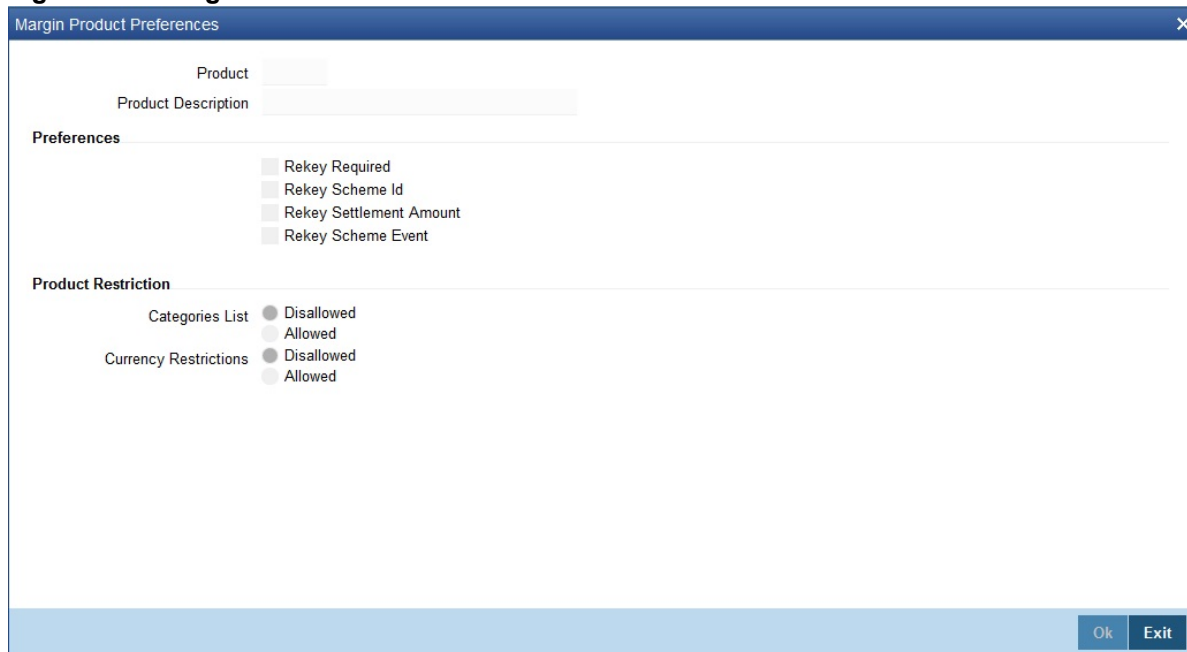 Margin Product Preferences
Product
Product Description
Preferences
Rekey Required
Rekey Scheme Id
Rekey Settlement Amount
Rekey Scheme Event
Product Restriction
Categories List Disallowed
Allowed
Currency Restrictions Disallowed
Allowed
Ok Exit